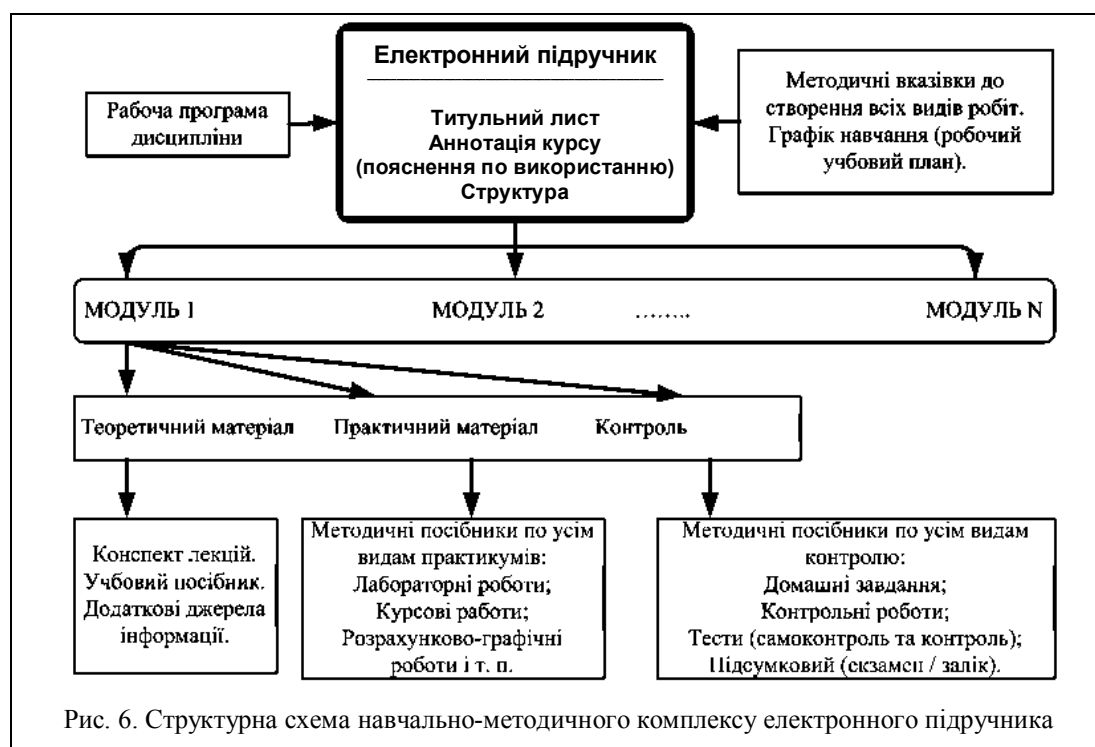 Електронний підручник
Титульний лист
Аннотація курсу
(пояснення по використанню)
Структура
Рабоча програма
дисципліни
Методичні вказівки до
створення всіх видів робіт.
Графік навчання (робочий
учбовий план).
МОДУЛЬ 1 МОДУЛЬ 2 ........ МОДУЛЬ N
Теоретичний матеріал Практичний матеріал Контроль
Конспект лекцій.
Учбовий посібник.
Додаткові джерела
інформації.
Методичні посібники по усім
видам практикумів:
Лабораторні роботи;
Курсові работи;
Розрахунково-графічні
роботи і т. п.
Методичні посібники по усім видам
контролю:
Домашні завдання;
Контрольні роботи;
Тести (самоконтроль та контроль);
Підсумковий (екзамен / залік).
Рис. 6. Структурна схема навчально-методичного комплексу електронного підручника